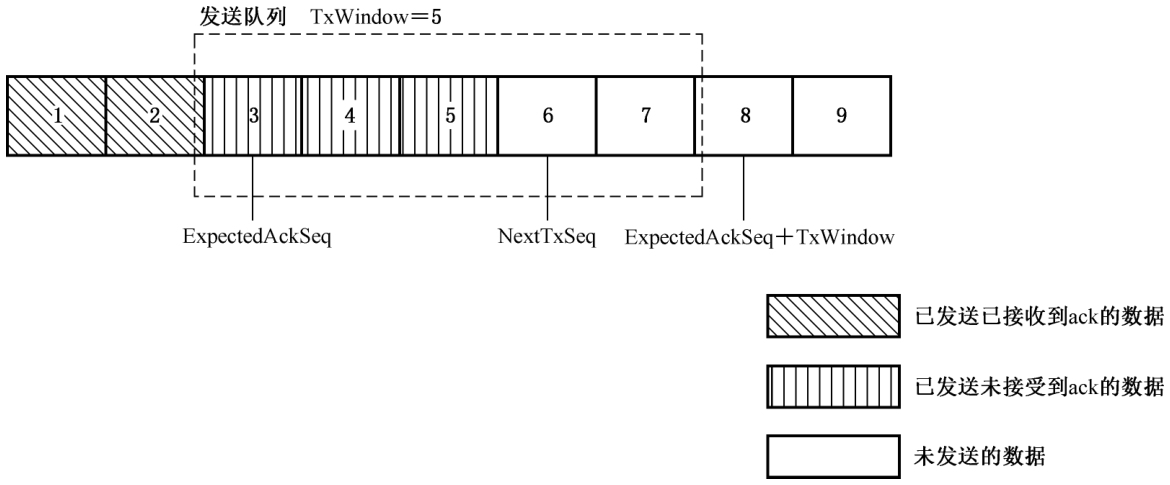 发送队列 TxWindow＝5
1 2 3 4 5 6 7 8 9
ExpectedAckSeq NextTxSeq ExpectedAckSeq＋TxWindow
已发送已接收到ack的数据
已发送未接受到ack的数据
未发送的数据